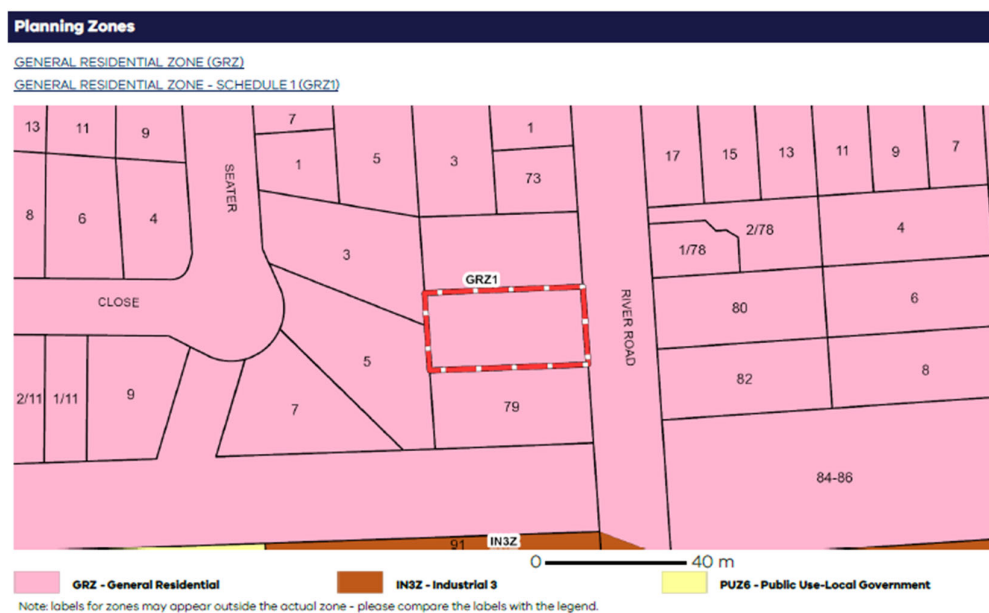 Planning Zones
GENERAL RESIDENTIAL ZONE (GRZ)
GENERAL RESIDENTIAL ZONE - SCHEDULE 1 (GRZ1)
13 11 9 7 5 3 1
1 73 17 15 13 11 9 7
SEATER
8 6 4
3
2/78 4
1/78
GRZ1
CLOSE
RIVER ROAD
80 6
5
82 8
2/11 1/11 9
7
79
84-86
91 IN3Z
0 40 m
GRZ - General Residential
IN3Z - Industrial 3
PUZ6 - Public Use-Local Government
Note: labels for zones may appear outside the actual zone - please compare the labels with the legend.